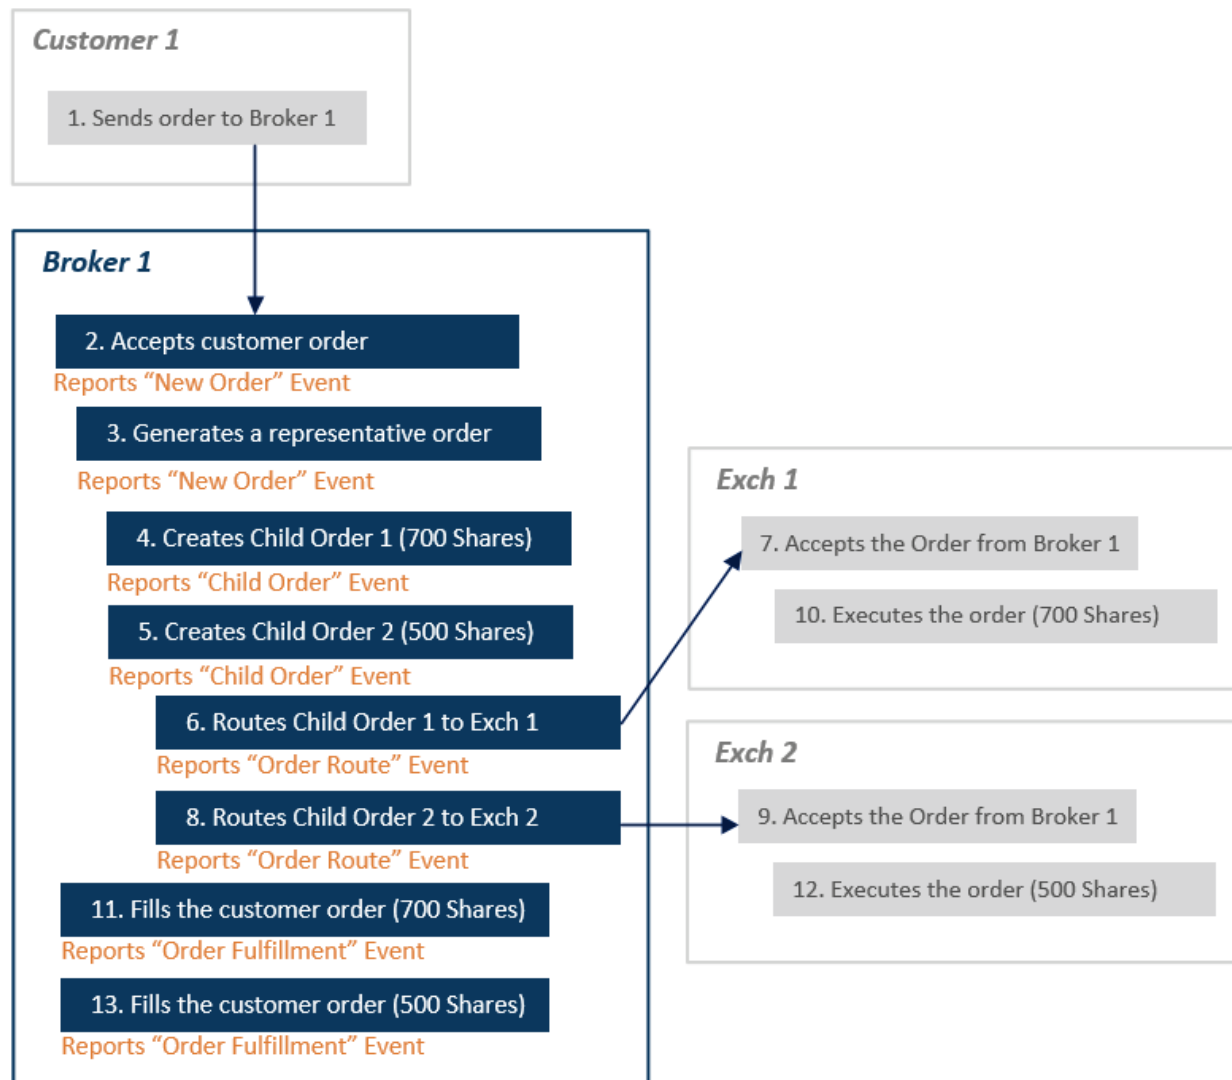 Customer 1
1. Sends order to Broker 1
Broker 1
2. Accepts customer order
Reports “New Order” Event
3. Generates a representative order
Reports “New Order” Event
4. Creates Child Order 1 (700 Shares)
Reports “Child Order” Event
5. Creates Child Order 2 (500 Shares)
Reports “Child Order” Event
6. Routes Child Order 1 to Exch 1
Reports “Order Route” Event
8. Routes Child Order 2 to Exch 2
Reports “Order Route” Event
11. Fills the customer order (700 Shares)
Reports “Order Fulfillment” Event
13. Fills the customer order (500 Shares)
Reports “Order Fulfillment” Event
Exch 1
7. Accepts the Order from Broker 1
10. Executes the order (700 Shares)
Exch 2
9. Accepts the Order from Broker 1
12. Executes the order (500 Shares)